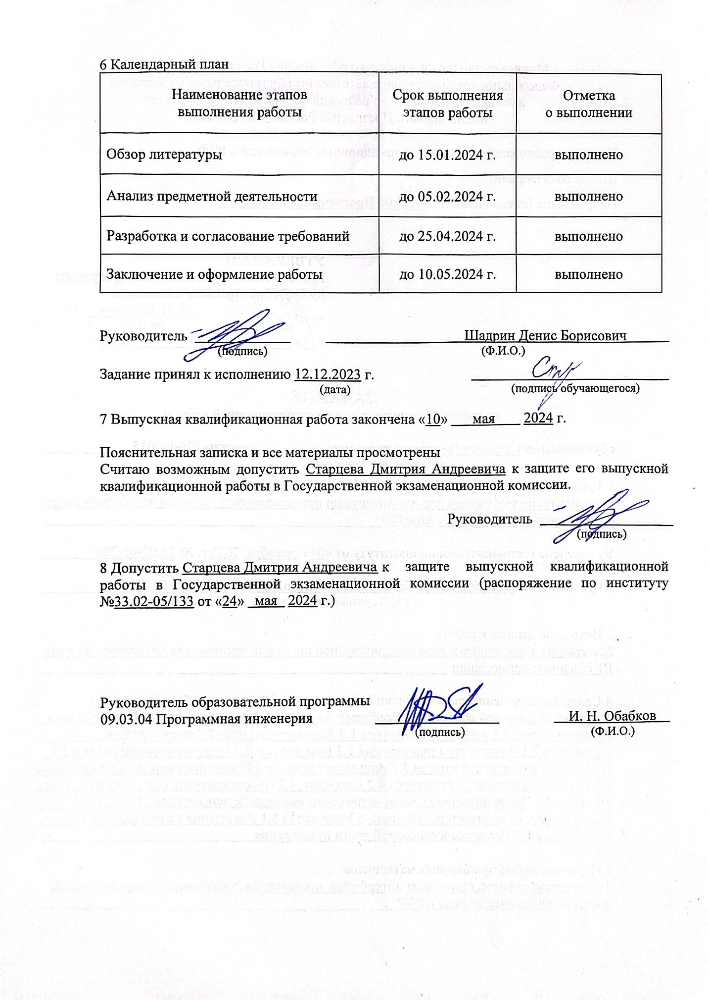 6 Календарный план
Наименование этапов
выполнения работы
Срок выполнения
этапов работы
Отметка
о выполнении
Обзор литературы
до 15.01.2024 г.
выполнено
Анализ предметной деятельности
до 05.02.2024 г.
выполнено
Разработка и согласование требований
до 25.04.2024 г.
выполнено
Заключение и оформление работы
до 10.05.2024 г.
выполнено
Руководитель Шадрин Денис Борисович
(подпись) (Ф.И.О.)
Задание принял к исполнению 12.12.2023 г.
(дата) (подпись обучающегося)
7 Выпускная квалификационная работа закончена «10» мая 2024 г.
Пояснительная записка и все материалы просмотрены
Считаю возможным допустить Старцева Дмитрия Андреевича к защите его выпускной
квалификационной работы в Государственной экзаменационной комиссии.
Руководитель
(подпись)
8 Допустить Старцева Дмитрия Андреевича к защите выпускной квалификационной
работы в Государственной экзаменационной комиссии (распоряжение по институту
№33.02-05/133 от «24» мая 2024 г.)
Руководитель образовательной программы
09.03.04 Программная инженерия И. Н. Обабков
(подпись) (Ф.И.О.)